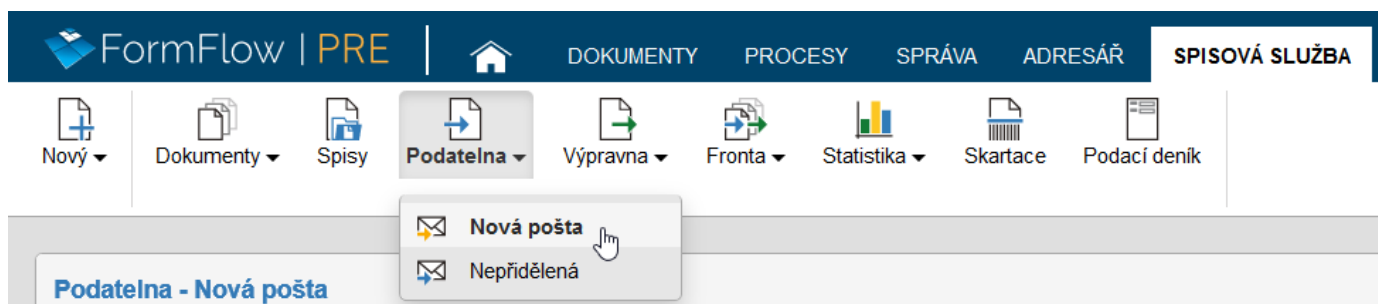 FormFlow | PRE DOKUMENTY PROCESY SPRÁVA ADRESÁŘ SPISOVÁ SLUŽBA
Nový Dokumenty Spisy Podatelna Výpravna Fronta Statistika Skartace Podací deník
Nová pošta
Nepřidělená
Podatelna - Nová pošta